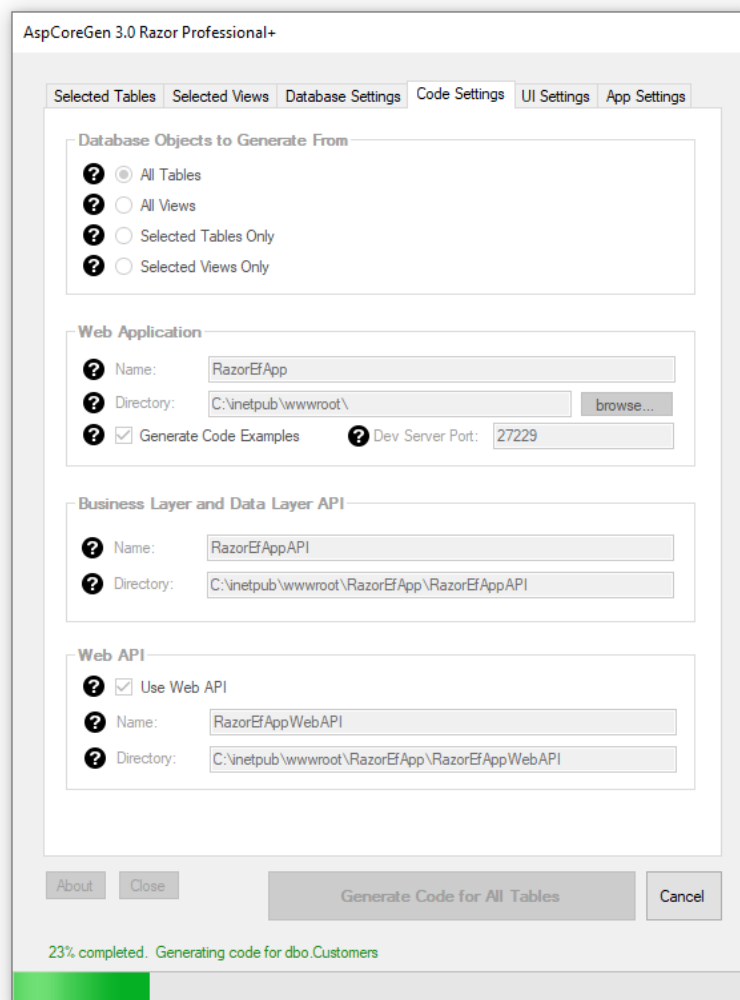 AspCoreGen 3.0 Razor Professional+
Selected Tables Selected Views Database Settings Code Settings UI Settings App Settings
Database Objects to Generate From
? All Tables
? All Views
? Selected Tables Only
? Selected Views Only
Web Application
? Name: RazorEfApp
? Directory: C:\inetpub\wwwroot\ browse...
? Generate Code Examples ? Dev Server Port: 27229
Business Layer and Data Layer API
? Name: RazorEfAppAPI
? Directory: C:\inetpub\wwwroot\RazorEfApp\RazorEfAppAPI
Web API
? Use Web API
? Name: RazorEfAppWebAPI
? Directory: C:\inetpub\wwwroot\RazorEfApp\RazorEfAppWebAPI
About Close Generate Code for All Tables Cancel
23% completed. Generating code for dbo.Customers